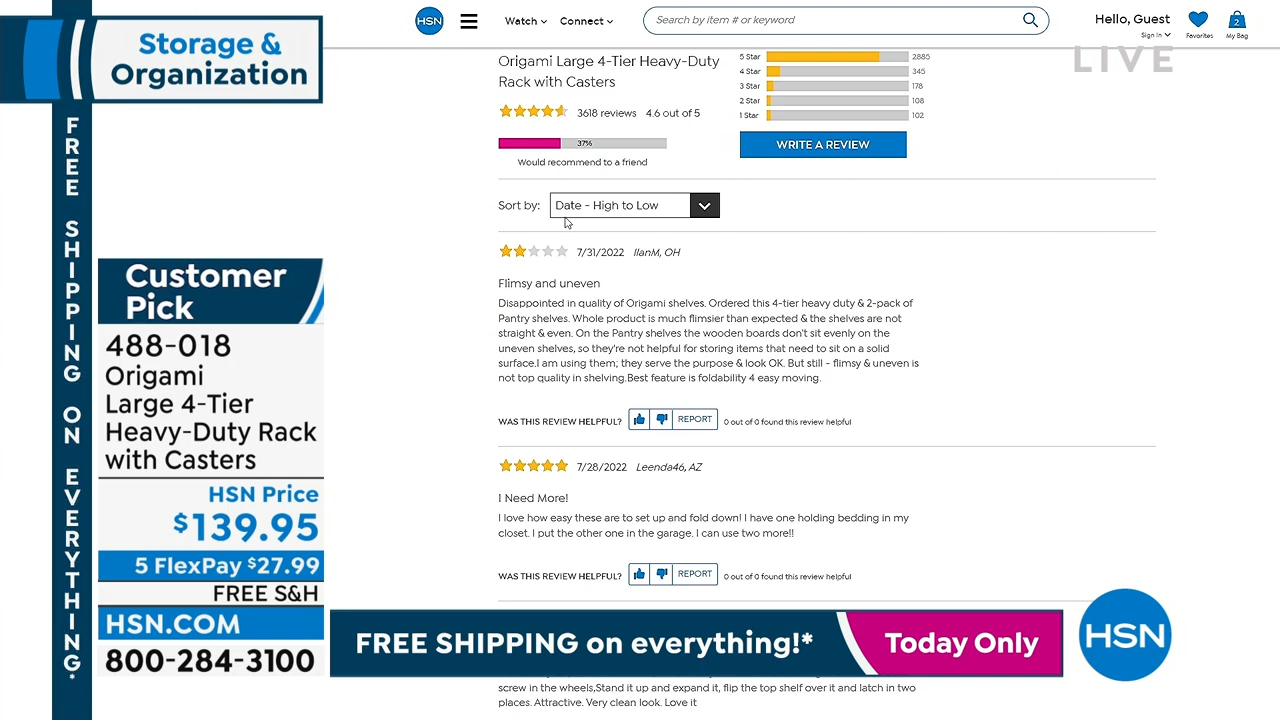 Storage &
Organization
FREE SHIPPING ON EVERYTHING*
Customer
Pick
488-018
Origami
Large 4-Tier
Heavy-Duty Rack
with Casters
HSN Price
$139.95
5 FlexPay $27.99
FREE S&H
HSN.COM
800-284-3100
HSN
Watch
Connect
Search by item # or keyword
Hello, Guest
Sign In
Favorites
2
My Bag
LIVE
Origami Large 4-Tier Heavy-Duty
Rack with Casters
3618 reviews 4.6 out of 5
37%
Would recommend to a friend
5 Star 2885
4 Star 345
3 Star 178
2 Star 108
1 Star 102
WRITE A REVIEW
Sort by: Date - High to Low
7/31/2022 IlanM, OH
Flimsy and uneven
Disappointed in quality of Origami shelves. Ordered this 4-tier heavy duty & 2-pack of
Pantry shelves. Whole product is much flimsier than expected & the shelves are not
straight & even. On the Pantry shelves the wooden boards don't sit evenly on the
uneven shelves, so they're not helpful for storing items that need to sit on a solid
surface.I am using them; they serve the purpose & look OK. But still - flimsy & uneven is
not top quality in shelving.Best feature is foldability 4 easy moving.
WAS THIS REVIEW HELPFUL? REPORT 0 out of 0 found this review helpful
7/28/2022 Leenda46, AZ
I Need More!
I love how easy these are to set up and fold down! I have one holding bedding in my
closet. I put the other one in the garage. I can use two more!!
WAS THIS REVIEW HELPFUL? REPORT 0 out of 0 found this review helpful
FREE SHIPPING on everything!* Today Only
HSN
screw in the wheels,Stand it up and expand it, flip the top shelf over it and latch in two
places. Attractive. Very clean look. Love it